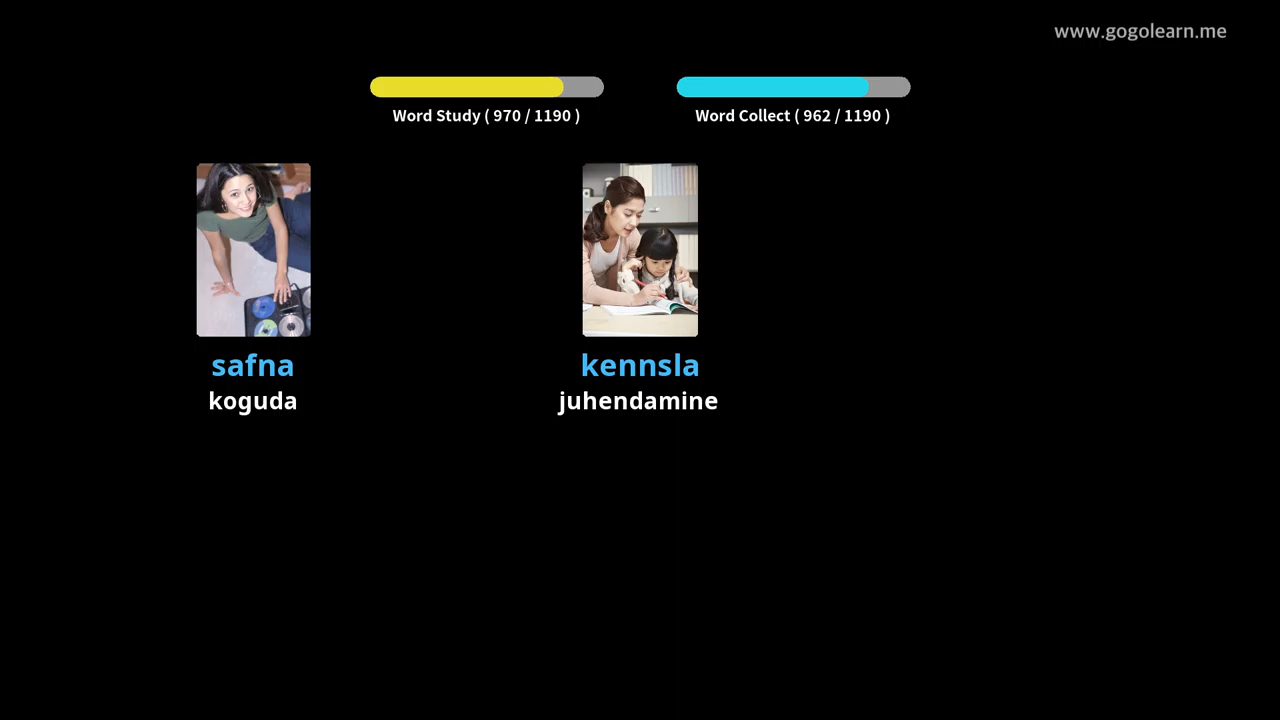 www.gogolearn.me
Word Study ( 970 / 1190 )
Word Collect ( 962 / 1190 )
safna
koguda
kennsla
juhendamine